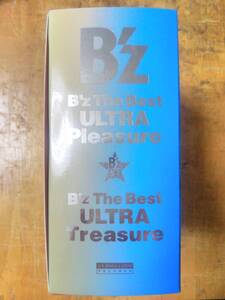 B'z
B'z The Best
ULTRA
Pleasure
B'z
B'z The Best
ULTRA
Treasure